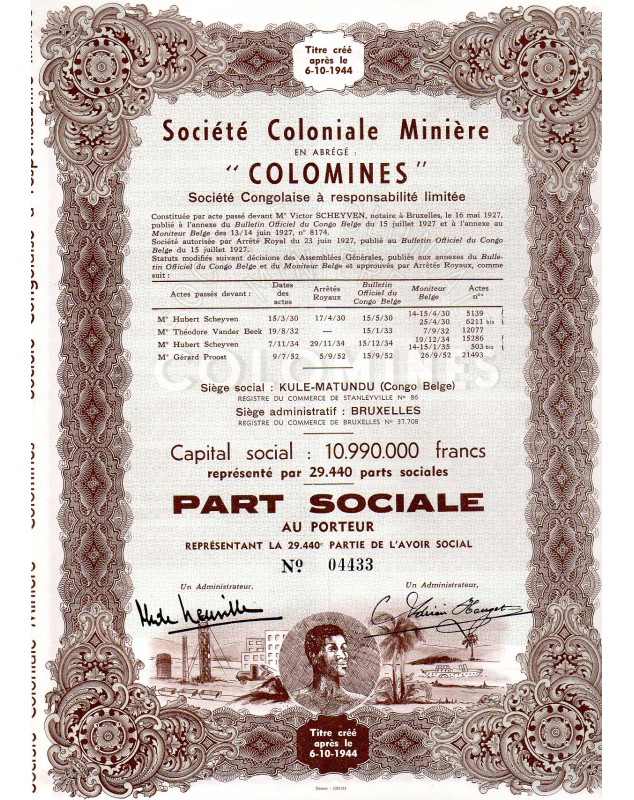 Titre créé
après le
6-10-1944
Société Coloniale Minière
EN ABRÉGÉ :
" COLOMINES "
Société Congolaise à responsabilité limitée
Constituée par acte passé devant Mᵉ Victor SCHEYVEN, notaire à Bruxelles, le 16 mai 1927,
publié à l'annexe du Bulletin Officiel du Congo Belge du 15 juillet 1927 et à l'annexe au
Moniteur Belge des 13/14 juin 1927, n° 8174.
Société autorisée par Arrêté Royal du 23 juin 1927, publié au Bulletin Officiel du Congo
Belge du 15 juillet 1927.
Statuts modifiés suivant décisions des Assemblées Générales, publiés aux annexes du Bulle-
tin Officiel du Congo Belge et du Moniteur Belge et approuvés par Arrêtés Royaux, comme
suit :
Actes passés devant : Dates des actes Arrêtés Royaux Bulletin Officiel du Congo Belge Moniteur Belge Actes nᵒˢ
Mᵉ Hubert Scheyven 15/3/30 17/4/30 15/5/30 14-15/4/30 5139
25/4/30 6211 bis
Mᵉ Théodore Vander Beek 19/8/32 — 15/1/33 7/9/32 12077
Mᵉ Hubert Scheyven 7/11/34 29/11/34 15/12/34 19/12/34 15286
14-15/1/35 503 bis
Mᵉ Gérard Proost 9/7/52 5/9/52 15/9/52 26/9/52 21493
COLOMINES
Siège social : KULE-MATUNDU (Congo Belge)
REGISTRE DU COMMERCE DE STANLEYVILLE Nº 86
Siège administratif : BRUXELLES
REGISTRE DU COMMERCE DE BRUXELLES Nº 37.708
Capital social : 10.990.000 francs
représenté par 29.440 parts sociales
PART SOCIALE
AU PORTEUR
REPRÉSENTANT LA 29.440ᵉ PARTIE DE L'AVOIR SOCIAL
Nº 04433
Un Administrateur, Un Administrateur,
Titre créé
après le
6-10-1944
Société Coloniale Minière Colomines Société Congolaise à responsabilité